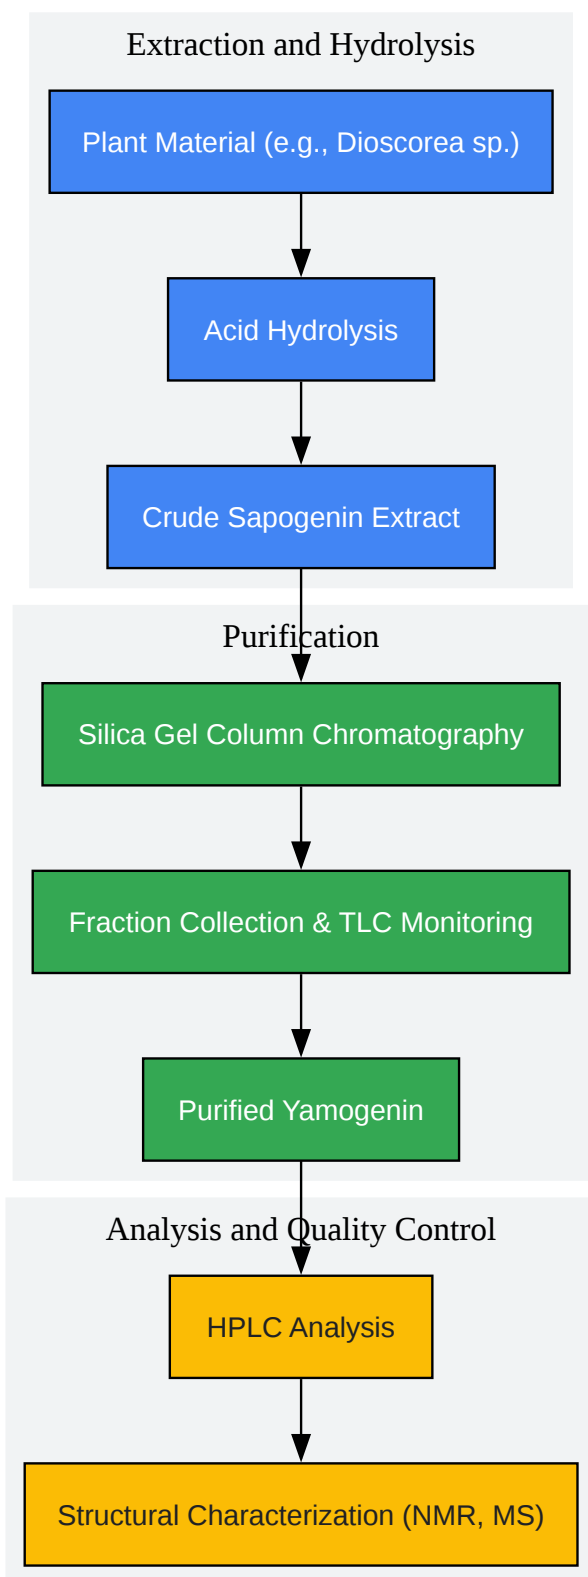 Extraction and Hydrolysis
Plant Material (e.g., Dioscorea sp.)
Acid Hydrolysis
Crude Sapogenin Extract
Purification
Silica Gel Column Chromatography
Fraction Collection & TLC Monitoring
Purified Yamogenin
Analysis and Quality Control
HPLC Analysis
Structural Characterization (NMR, MS)